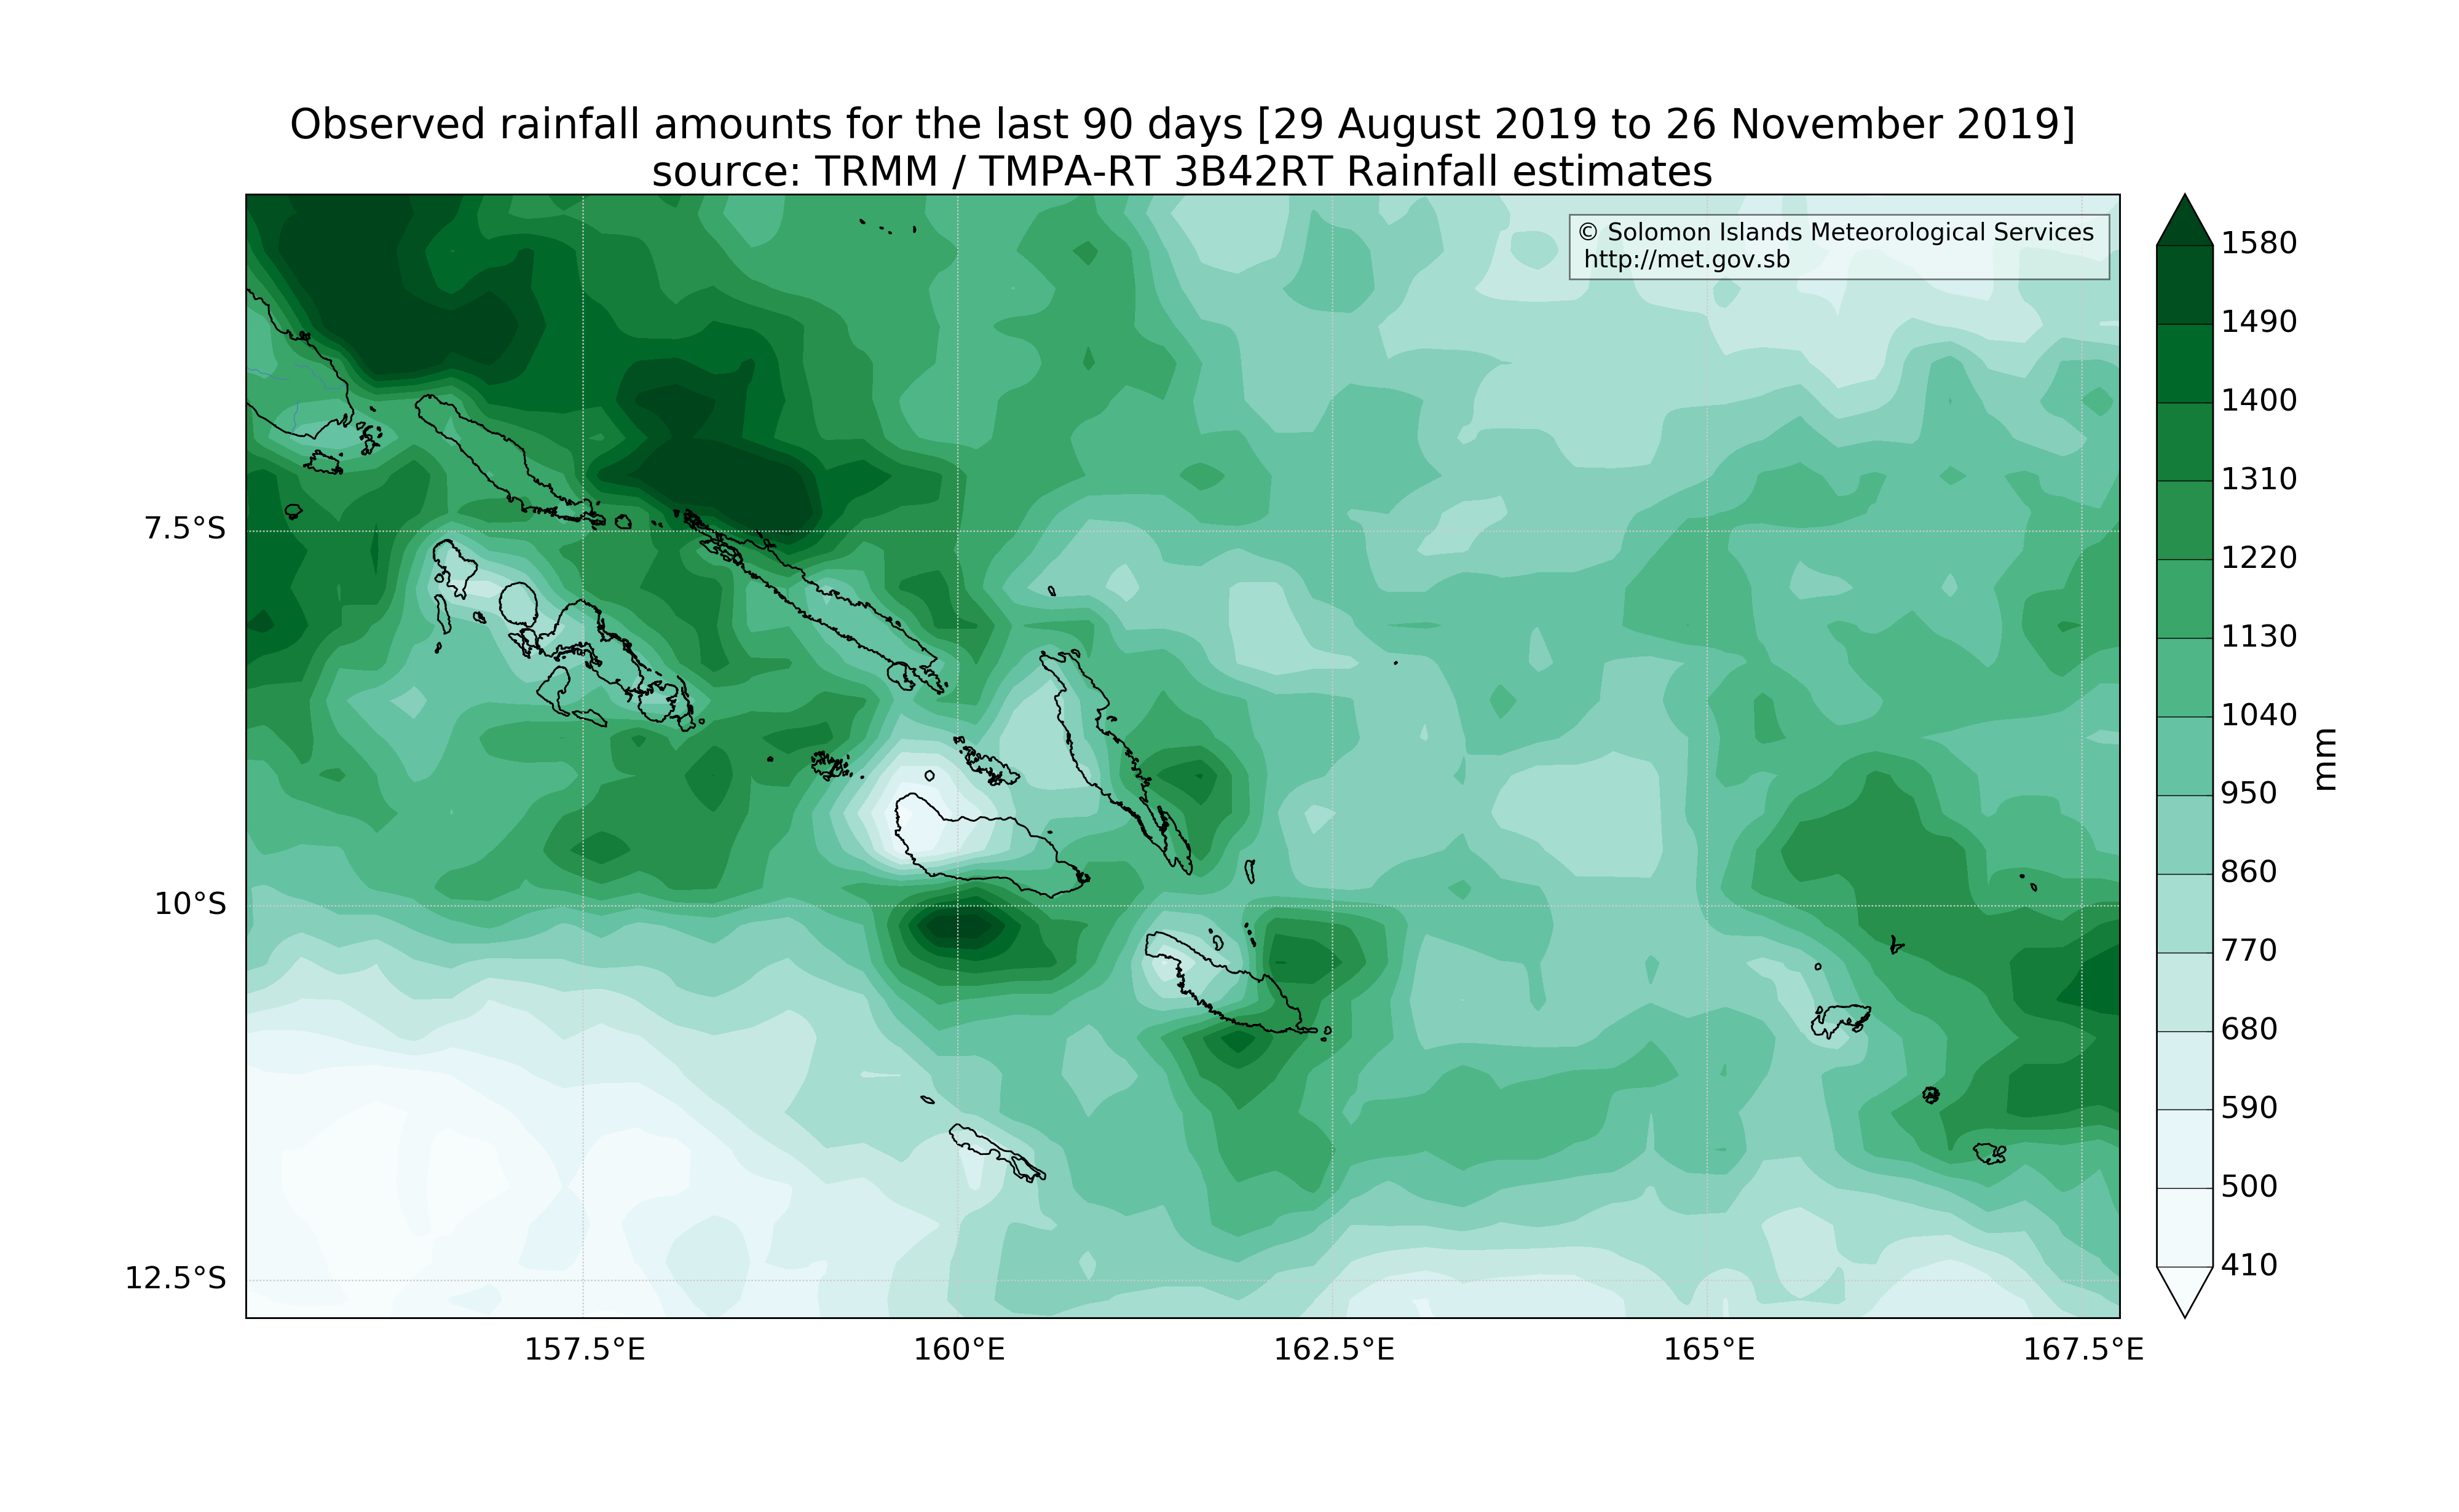 Observed rainfall amounts for the last 90 days [29 August 2019 to 26 November 2019]
source: TRMM / TMPA-RT 3B42RT Rainfall estimates
© Solomon Islands Meteorological Services
http://met.gov.sb
7.5°S
10°S
12.5°S
157.5°E
160°E
162.5°E
165°E
167.5°E
1580
1490
1400
1310
1220
1130
1040
950
860
770
680
590
500
410
mm